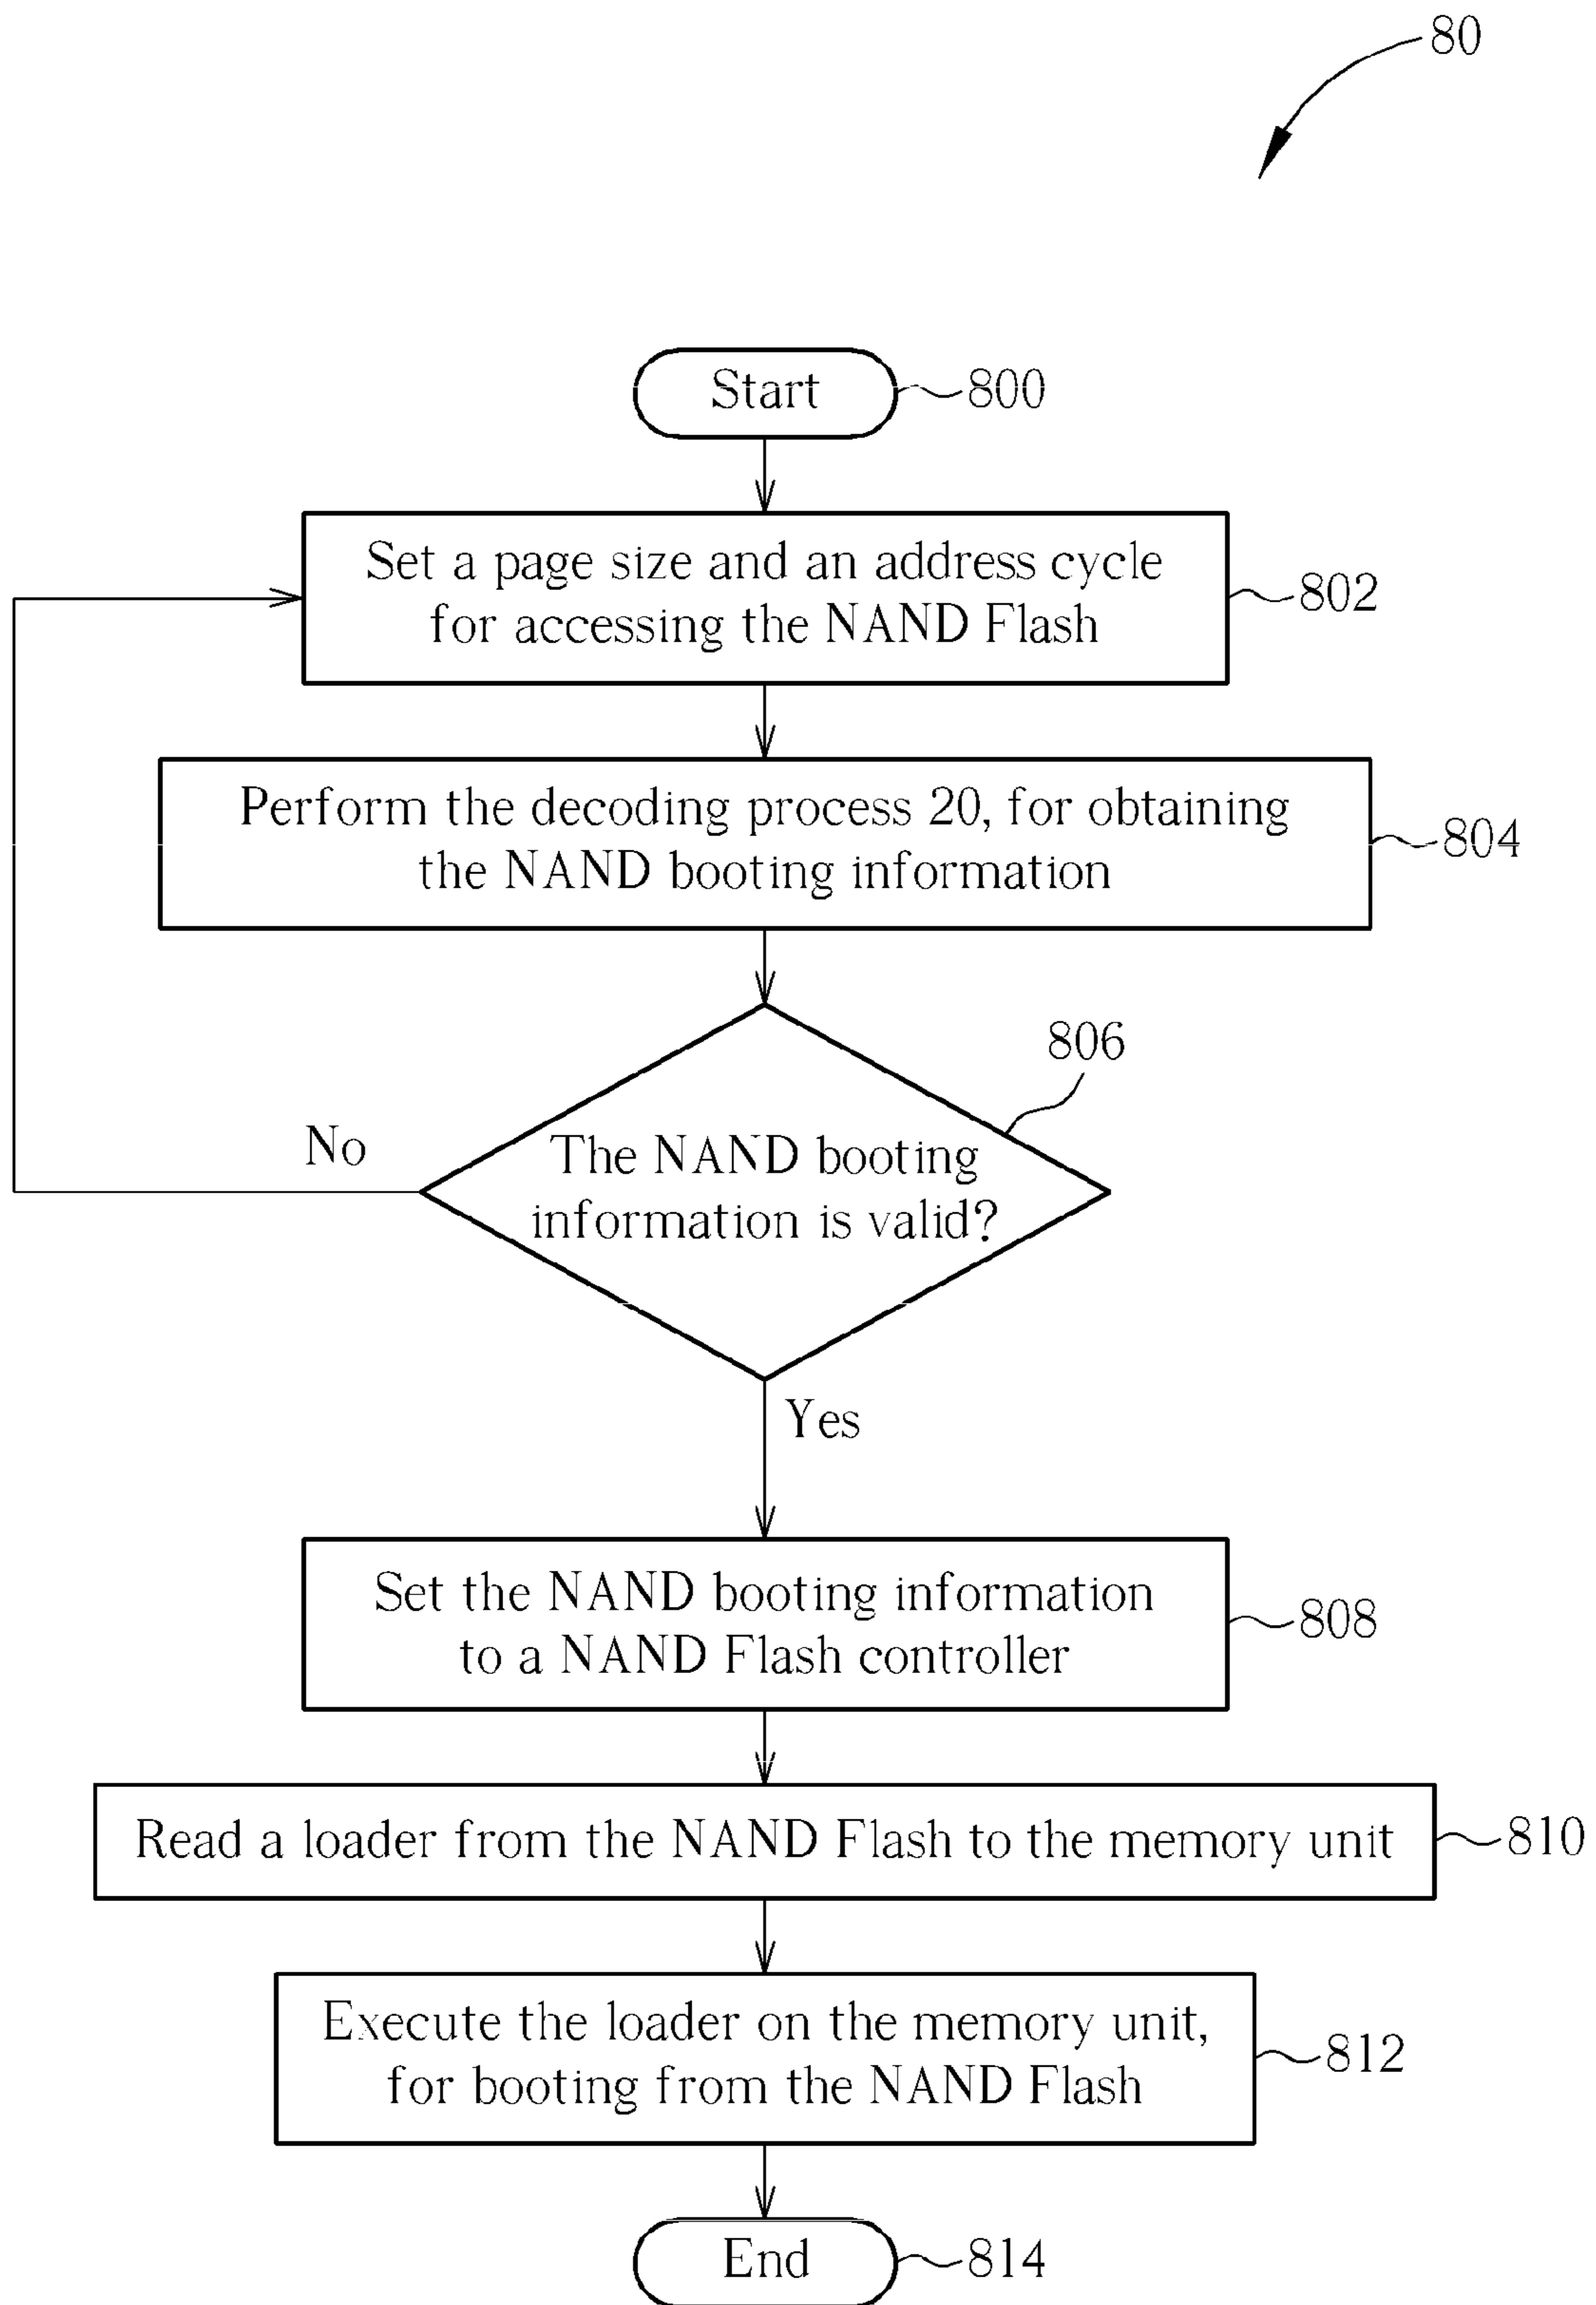 80
Start
800
Set a page size and an address cycle
for accessing the NAND Flash
802
Perform the decoding process 20, for obtaining
the NAND booting information
804
806
No
The NAND booting
information is valid?
Yes
Set the NAND booting information
to a NAND Flash controller
808
Read a loader from the NAND Flash to the memory unit
810
Execute the loader on the memory unit,
for booting from the NAND Flash
812
End
814